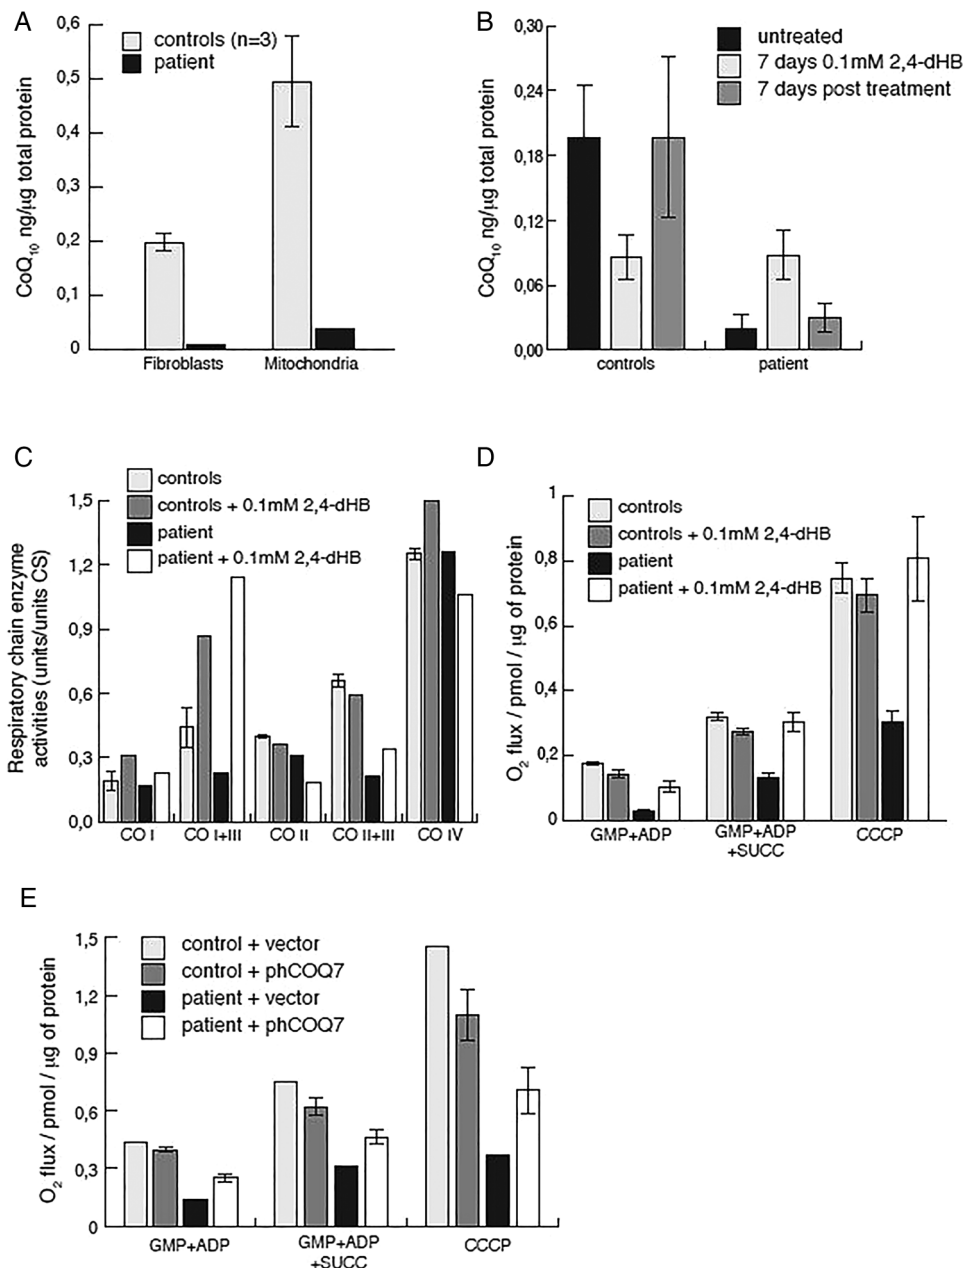 A
CoQ10 ng/µg total protein
0,6
0,5
0,4
0,3
0,2
0,1
0
controls (n=3)
patient
Fibroblasts
Mitochondria
B
CoQ10 ng/µg total protein
0,30
0,24
0,18
0,12
0,06
0,00
untreated
7 days 0.1mM 2,4-dHB
7 days post treatment
controls
patient
C
Respiratory chain enzyme
activities (units/units CS)
1,5
1,2
0,9
0,6
0,3
0,0
controls
controls + 0.1mM 2,4-dHB
patient
patient + 0.1mM 2,4-dHB
CO I
CO I+III
CO II
CO II+III
CO IV
D
O2 flux / pmol / µg of protein
1
0,8
0,6
0,4
0,2
0
controls
controls + 0.1mM 2,4-dHB
patient
patient + 0.1mM 2,4-dHB
GMP+ADP
GMP+ADP
+SUCC
CCCP
E
O2 flux / pmol / µg of protein
1,5
1,2
0,9
0,6
0,3
0
control + vector
control + phCOQ7
patient + vector
patient + phCOQ7
GMP+ADP
GMP+ADP
+SUCC
CCCP